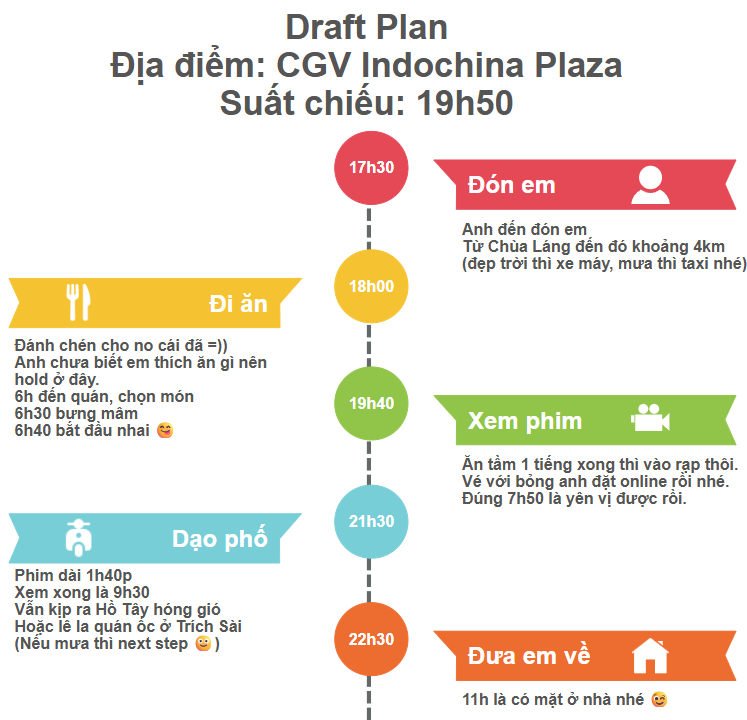 Draft Plan
Địa điểm: CGV Indochina Plaza
Suất chiếu: 19h50
17h30
Đón em
Anh đến đón em
Từ Chùa Láng đến đó khoảng 4km
(đẹp trời thì xe máy, mưa thì taxi nhé)
18h00
Đi ăn
Đánh chén cho no cái đã =))
Anh chưa biết em thích ăn gì nên
hold ở đây.
6h đến quán, chọn món
6h30 bưng mâm
6h40 bắt đầu nhai 😋
19h40
Xem phim
Ăn tầm 1 tiếng xong thì vào rạp thôi.
Vé với bỏng anh đặt online rồi nhé.
Đúng 7h50 là yên vị được rồi.
21h30
Dạo phố
Phim dài 1h40p
Xem xong là 9h30
Vẫn kịp ra Hồ Tây hóng gió
Hoặc lê la quán ốc ở Trích Sài
(Nếu mưa thì next step 😜)
22h30
Đưa em về
11h là có mặt ở nhà nhé 😉